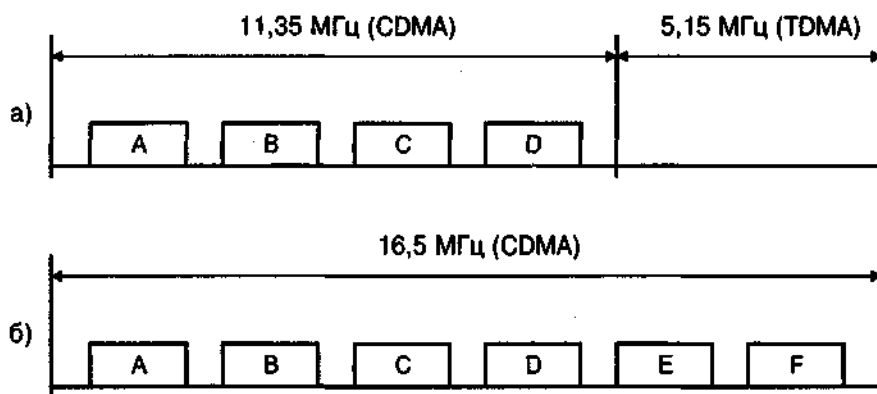 11,35 МГц (CDMA) 5,15 МГц (TDMA)
а)
A B C D
16,5 МГц (CDMA)
б)
A B C D E F